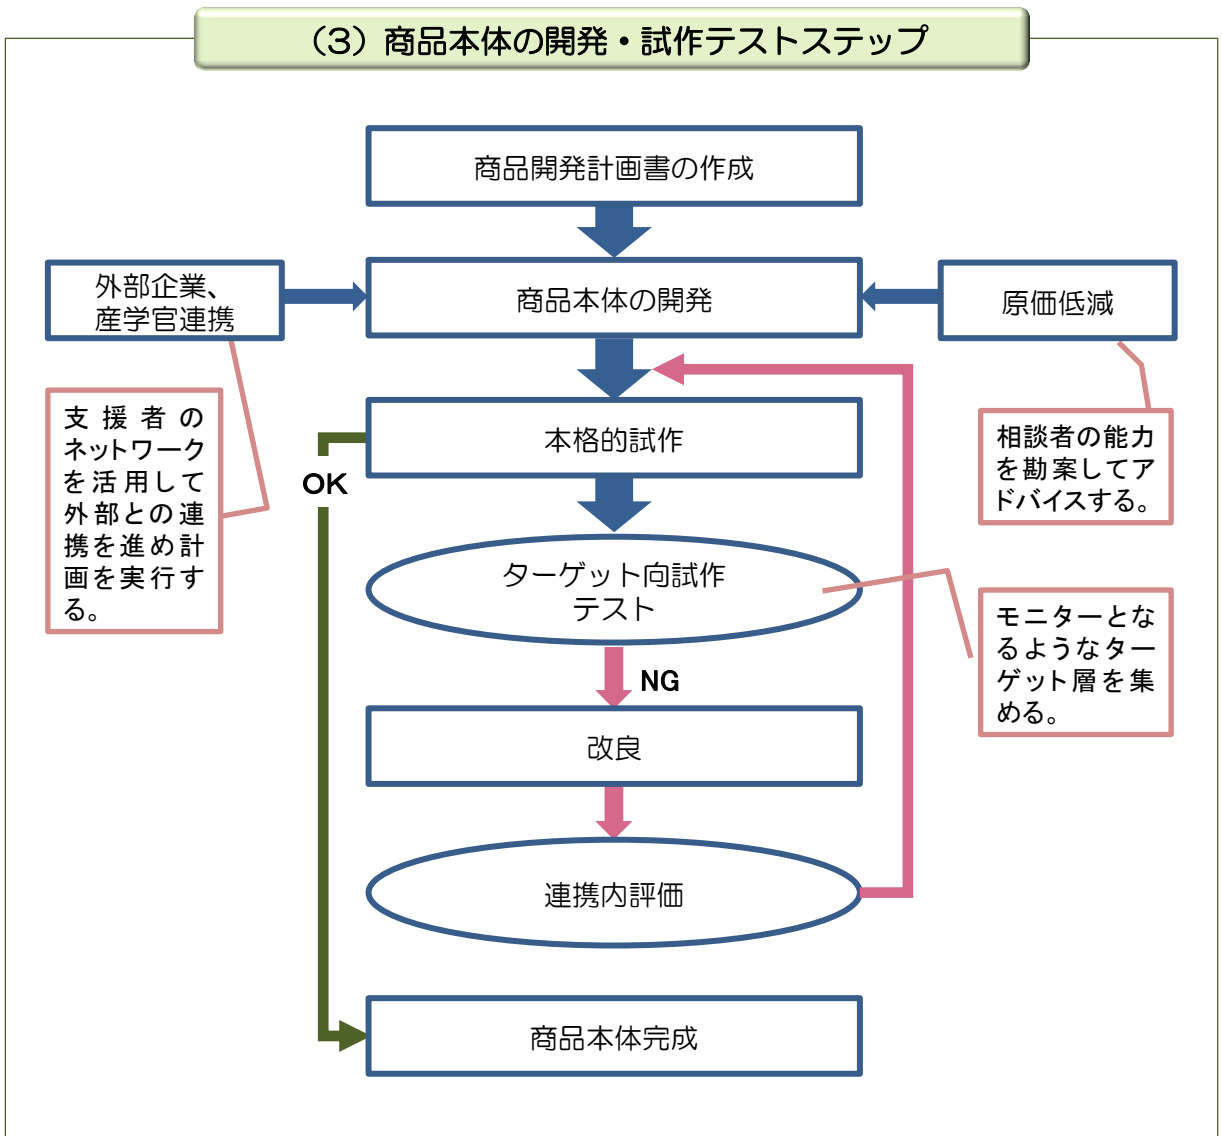 （3）商品本体の開発・試作テストステップ
商品開発計画書の作成
外部企業、
産学官連携
商品本体の開発
原価低減
支援者の
ネットワーク
を活用して
外部との連
携を進め計
画を実行す
る。
相談者の能力
を勘案してア
ドバイスする。
本格的試作
OK
ターゲット向試作
テスト
モニターとな
るようなター
ゲット層を集
める。
NG
改良
連携内評価
商品本体完成